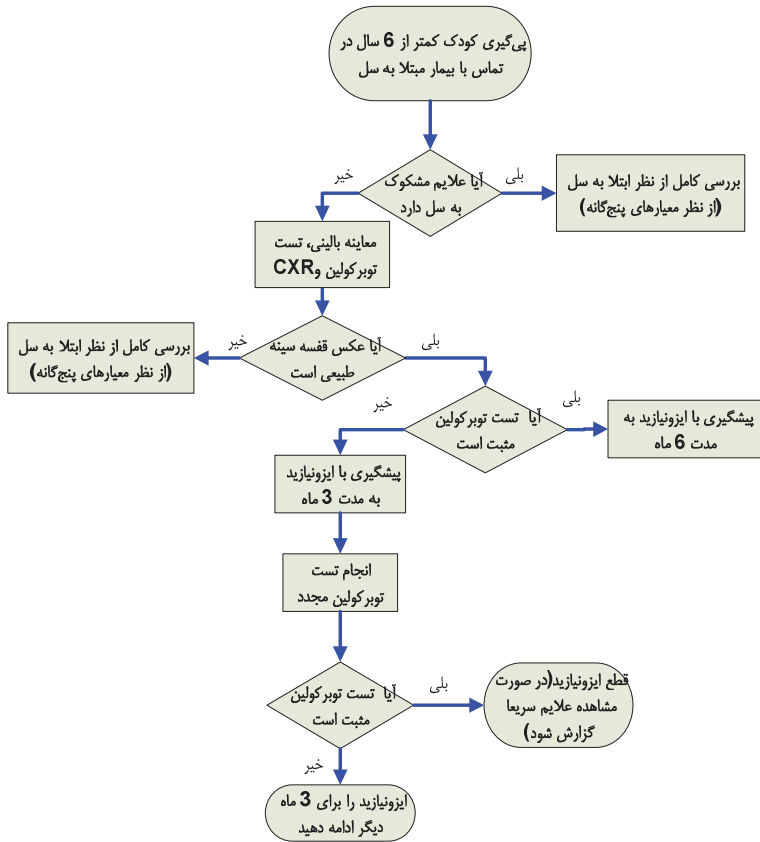 پی‌گیری کودک کمتر از 6 سال در
تماس با بیمار مبتلا به سل
آیا علایم مشکوک
به سل دارد
بلی
خیر
بررسی کامل از نظر ابتلا به سل
(از نظر معیارهای پنج‌گانه)
معاینه بالینی، تست
توبرکولین وCXR
آیا عکس قفسه سینه
طبیعی است
بلی
خیر
بررسی کامل از نظر ابتلا به سل
(از نظر معیارهای پنج‌گانه)
آیا تست توبرکولین
مثبت است
بلی
خیر
پیشگیری با ایزونیازید به
مدت 6 ماه
پیشگیری با ایزونیازید
به مدت 3 ماه
انجام تست
توبرکولین مجدد
آیا تست توبرکولین
مثبت است
بلی
خیر
قطع ایزونیازید(در صورت
مشاهده علایم سریعا
گزارش شود)
ایزونیازید را برای 3 ماه
دیگر ادامه دهید